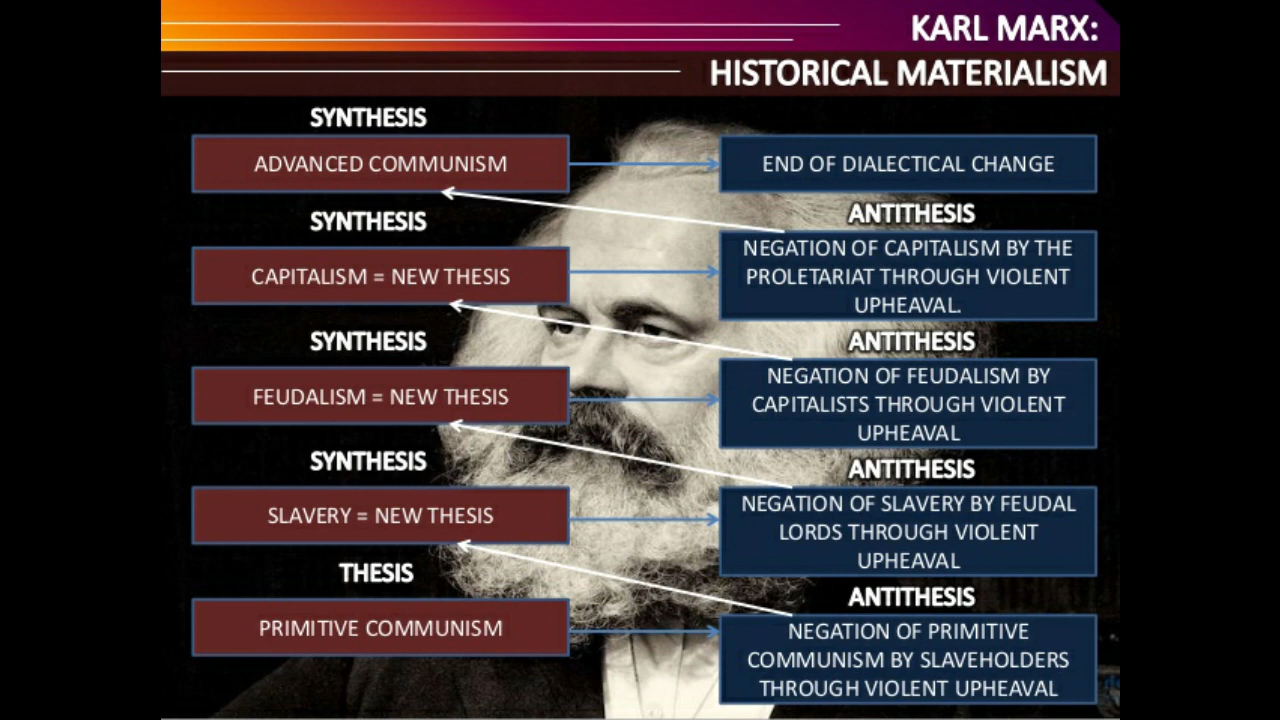 KARL MARX:
HISTORICAL MATERIALISM
SYNTHESIS
ADVANCED COMMUNISM
END OF DIALECTICAL CHANGE
SYNTHESIS
ANTITHESIS
CAPITALISM = NEW THESIS
NEGATION OF CAPITALISM BY THE
PROLETARIAT THROUGH VIOLENT
UPHEAVAL.
SYNTHESIS
ANTITHESIS
FEUDALISM = NEW THESIS
NEGATION OF FEUDALISM BY
CAPITALISTS THROUGH VIOLENT
UPHEAVAL
SYNTHESIS
ANTITHESIS
SLAVERY = NEW THESIS
NEGATION OF SLAVERY BY FEUDAL
LORDS THROUGH VIOLENT
UPHEAVAL
THESIS
ANTITHESIS
PRIMITIVE COMMUNISM
NEGATION OF PRIMITIVE
COMMUNISM BY SLAVEHOLDERS
THROUGH VIOLENT UPHEAVAL